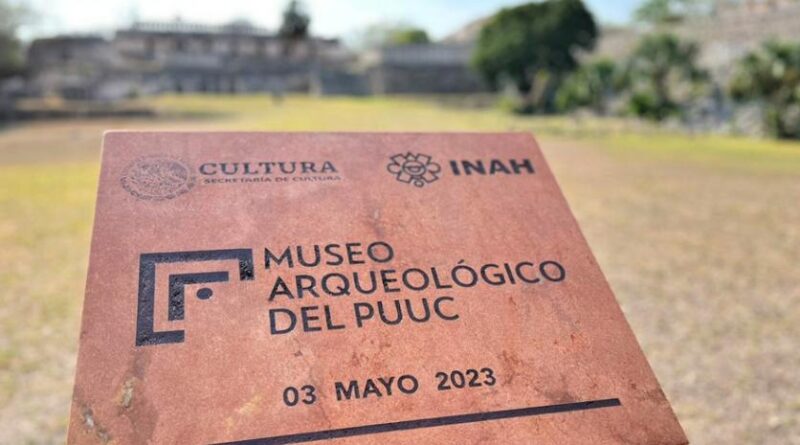 CULTURA
SECRETARÍA DE CULTURA
INAH
MUSEO
ARQUEOLÓGICO
DEL PUUC
03 MAYO 2023